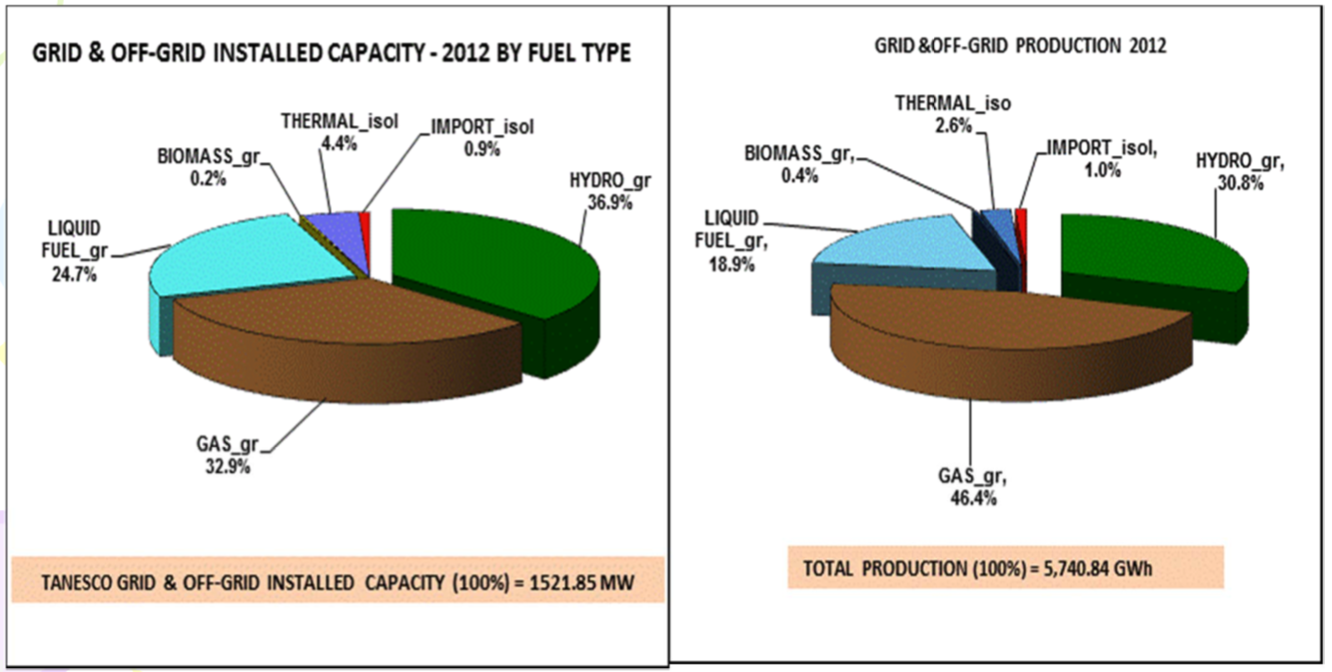 GRID & OFF-GRID INSTALLED CAPACITY - 2012 BY FUEL TYPE
THERMAL_isol
4.4%
IMPORT_isol
0.9%
BIOMASS_gr
0.2%
HYDRO_gr
36.9%
LIQUID
FUEL_gr
24.7%
GAS_gr
32.9%
TANESCO GRID & OFF-GRID INSTALLED CAPACITY (100%) = 1521.85 MW
GRID &OFF-GRID PRODUCTION 2012
THERMAL_iso
2.6%
IMPORT_isol,
1.0%
BIOMASS_gr,
0.4%
HYDRO_gr,
30.8%
LIQUID
FUEL_gr,
18.9%
GAS_gr,
46.4%
TOTAL PRODUCTION (100%) = 5,740.84 GWh